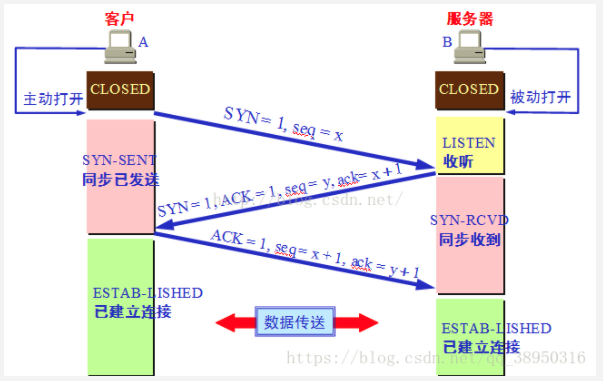 客户
服务器
A
B
CLOSED
CLOSED
主动打开
被动打开
SYN=1, seq=x
LISTEN
收听
SYN-SENT
同步已发送
SYN=1, ACK=1, seq=y, ack=x+1
http://blog.csdn.net/
SYN-RCVD
同步收到
ACK=1, seq=x+1, ack=y+1
ESTAB-LISHED
已建立连接
数据传送
ESTAB-LISHED
已建立连接
https://blog.csdn.net/qq_38950316